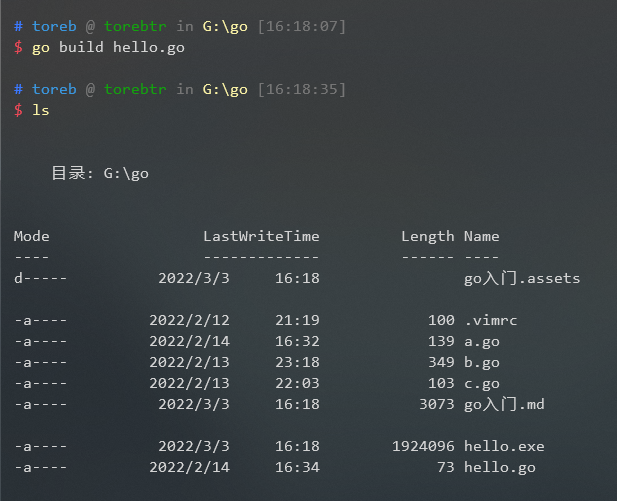 # toreb @ torebtr in G:\go [16:18:07]
$ go build hello.go
# toreb @ torebtr in G:\go [16:18:35]
$ ls
目录: G:\go
Mode                 LastWriteTime         Length Name
----                 -------------         ------ ----
d-----          2022/3/3     16:18                go入门.assets
-a----         2022/2/12     21:19            100 .vimrc
-a----         2022/2/14     16:32            139 a.go
-a----         2022/2/13     23:18            349 b.go
-a----         2022/2/13     22:03            103 c.go
-a----          2022/3/3     16:18           3073 go入门.md
-a----          2022/3/3     16:18        1924096 hello.exe
-a----         2022/2/14     16:34             73 hello.go